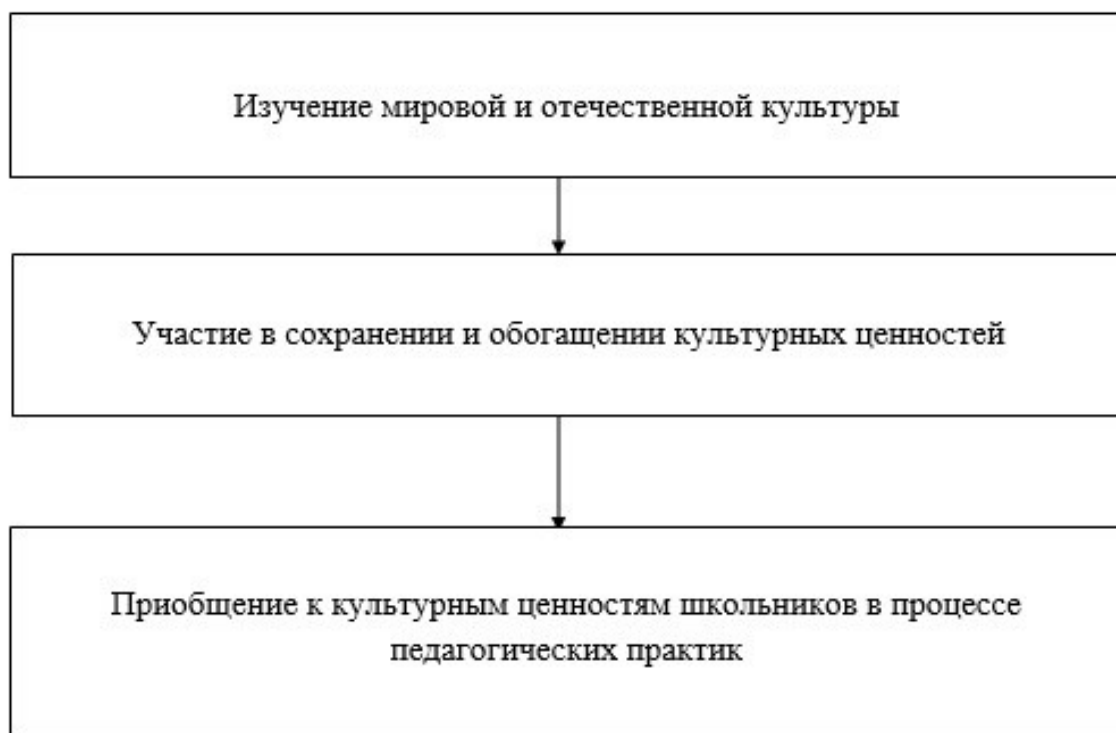 Изучение мировой и отечественной культуры
Участие в сохранении и обогащении культурных ценностей
Приобщение к культурным ценностям школьников в процессе
педагогических практик